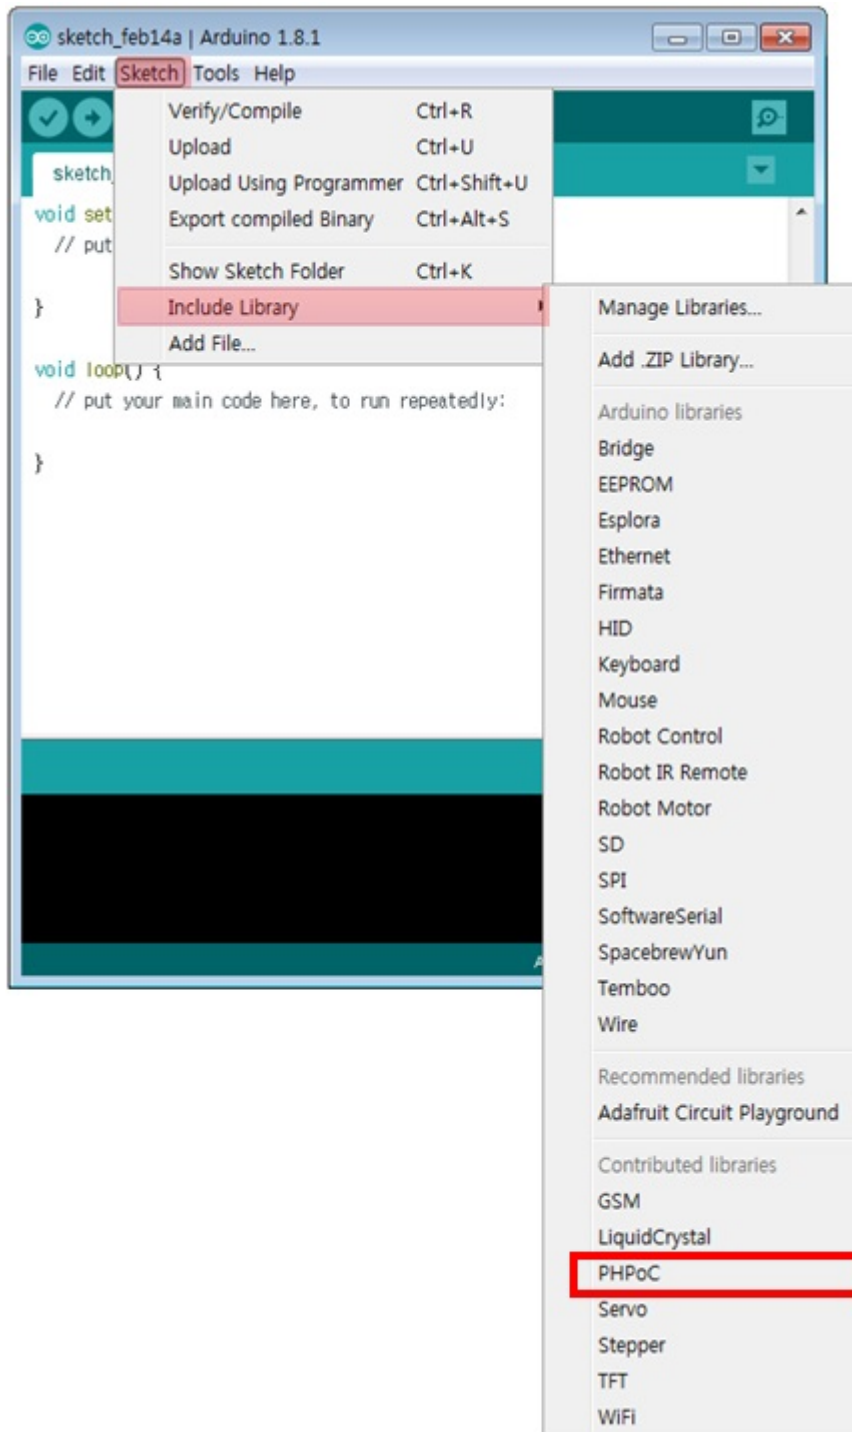 sketch_feb14a | Arduino 1.8.1
File Edit Sketch Tools Help
Verify/Compile Ctrl+R
Upload Ctrl+U
Upload Using Programmer Ctrl+Shift+U
Export compiled Binary Ctrl+Alt+S
Show Sketch Folder Ctrl+K
Include Library
Add File...
sketch_
void set
// put
}
void loop() {
// put your main code here, to run repeatedly:
}
Manage Libraries...
Add .ZIP Library...
Arduino libraries
Bridge
EEPROM
Esplora
Ethernet
Firmata
HID
Keyboard
Mouse
Robot Control
Robot IR Remote
Robot Motor
SD
SPI
SoftwareSerial
SpacebrewYun
Temboo
Wire
Recommended libraries
Adafruit Circuit Playground
Contributed libraries
GSM
LiquidCrystal
PHPoC
Servo
Stepper
TFT
WiFi